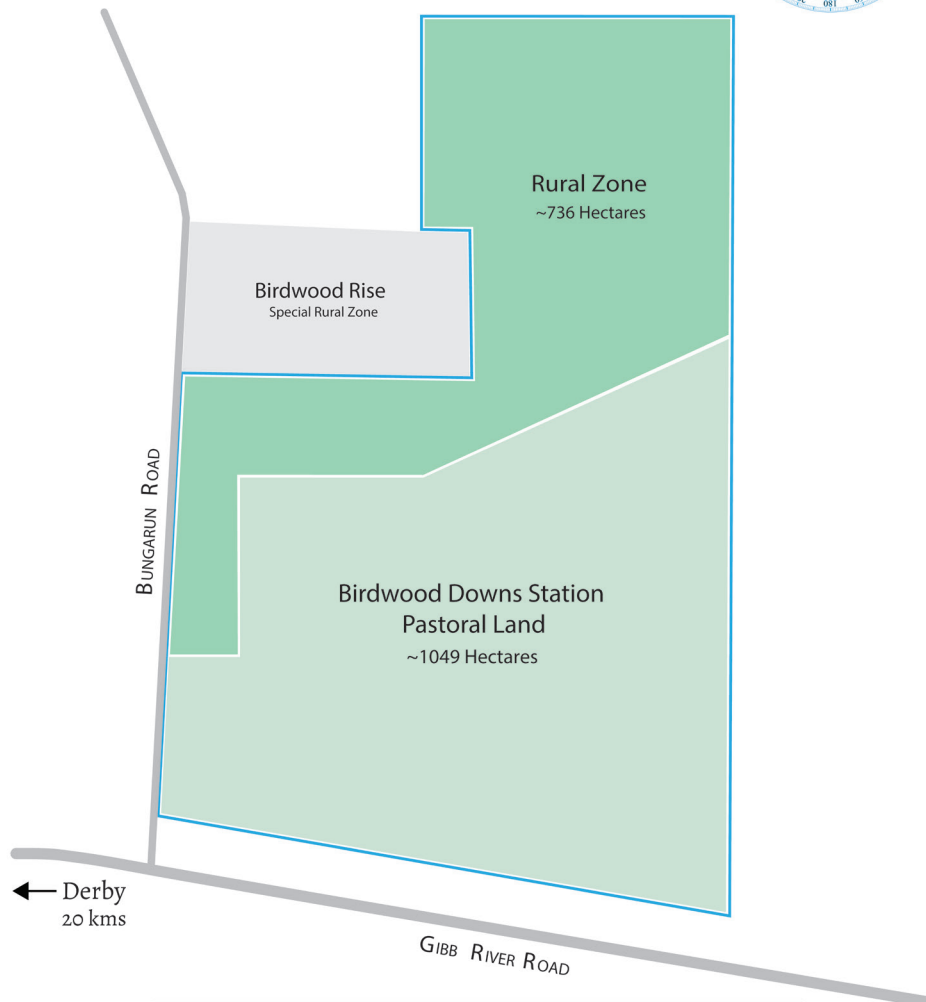 180
Rural Zone
~736 Hectares
Birdwood Rise
Special Rural Zone
BUNGARUN ROAD
Birdwood Downs Station
Pastoral Land
~1049 Hectares
Derby
20 kms
GIBB RIVER ROAD